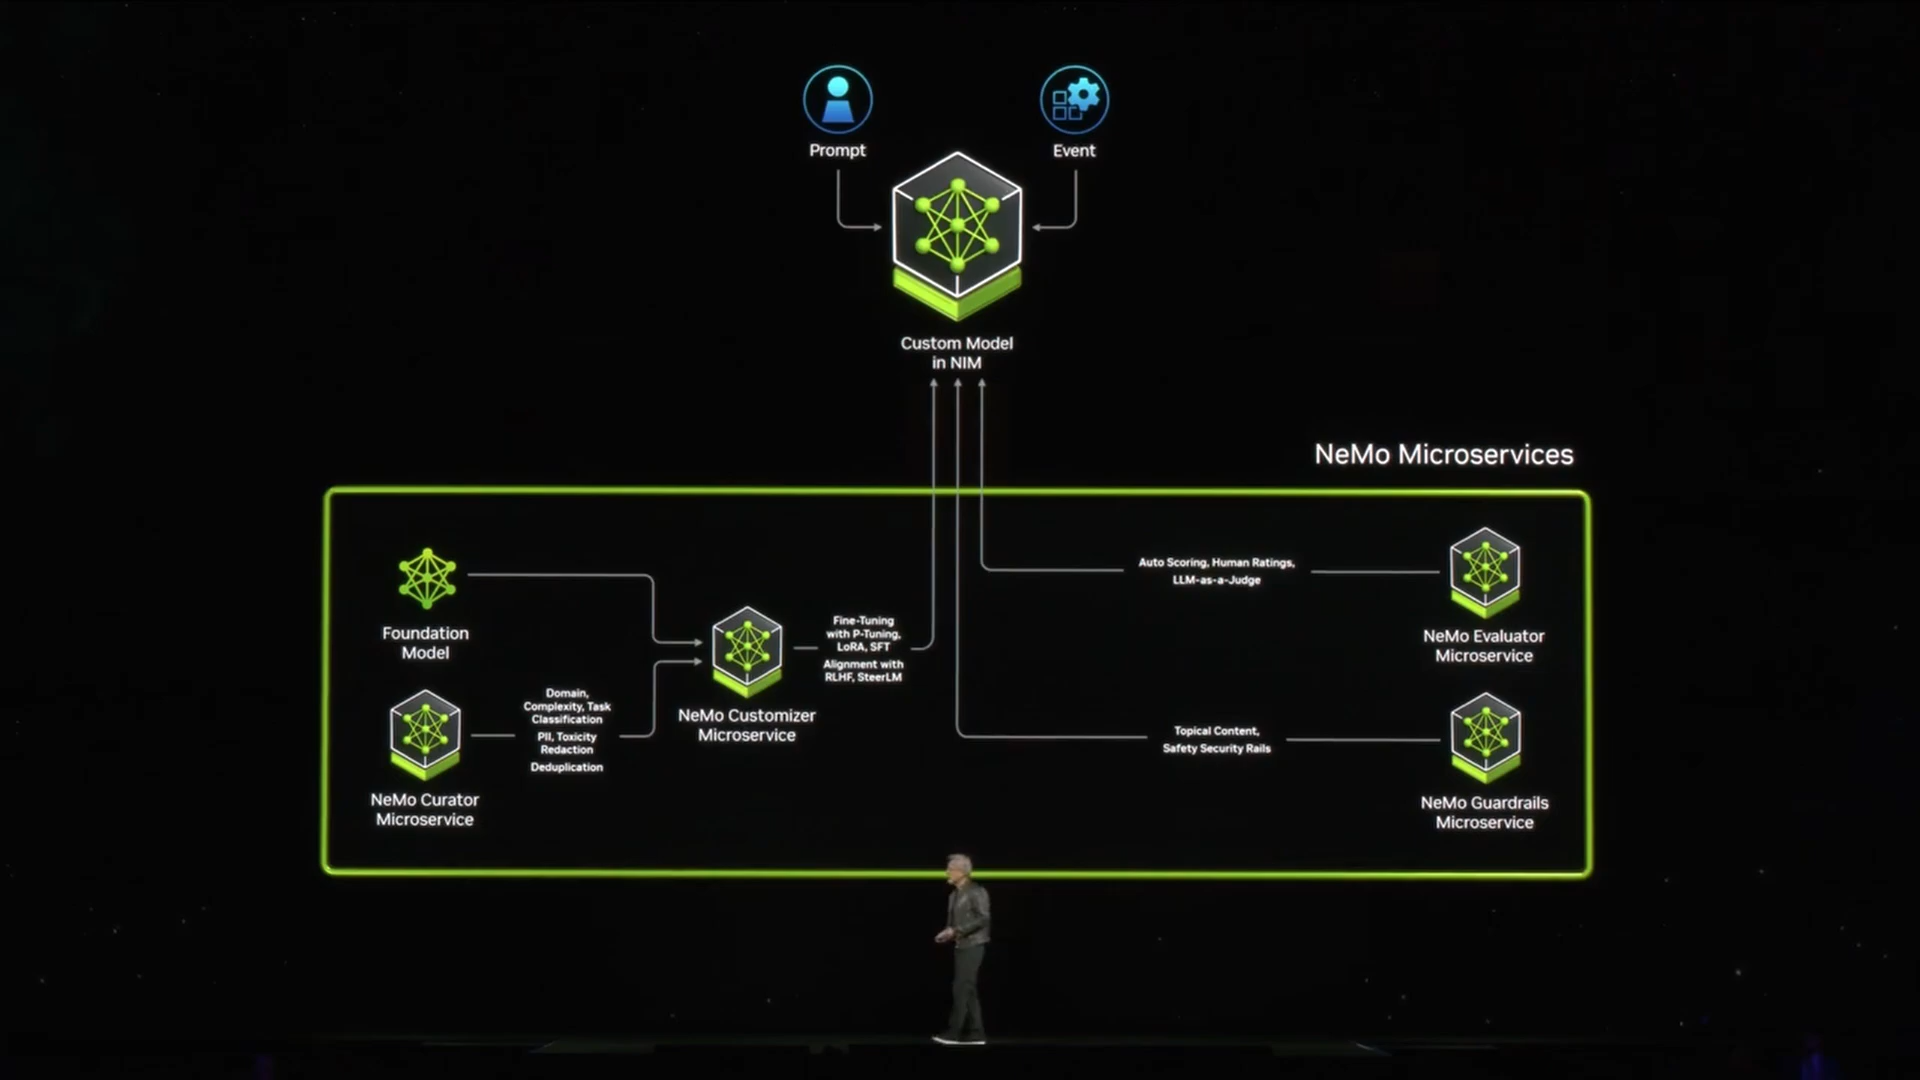 Prompt
Event
Custom Model
in NIM
NeMo Microservices
Foundation
Model
NeMo Curator
Microservice
Domain,
Complexity, Task
Classification
PII, Toxicity
Redaction
Deduplication
NeMo Customizer
Microservice
Fine-Tuning
with P-Tuning,
LoRA, SFT
Alignment with
RLHF, SteerLM
Auto Scoring, Human Ratings,
LLM-as-a-Judge
NeMo Evaluator
Microservice
Topical Content,
Safety Security Rails
NeMo Guardrails
Microservice